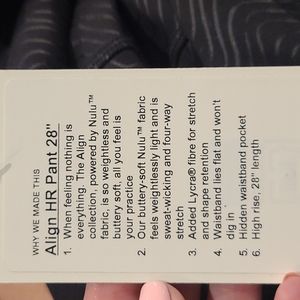 WHY WE MADE THIS
Align HR Pant 28"
1. When feeling nothing is
everything. The Align
collection, powered by Nulu™
fabric, is so weightless and
buttery soft, all you feel is
your practice
2. Our buttery-soft Nulu™ fabric
feels weightlessly light and is
sweat-wicking and four-way
stretch
3. Added Lycra® fibre for stretch
and shape retention
4. Waistband lies flat and won't
dig in
5. Hidden waistband pocket
6. High rise, 28" length